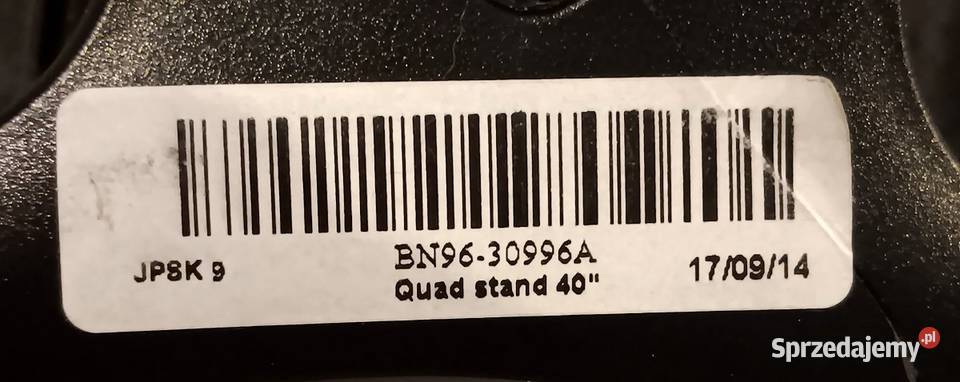 BN96-30996A
JPSK 9
Quad stand 40"
17/09/14
Sprzedajemy.pl